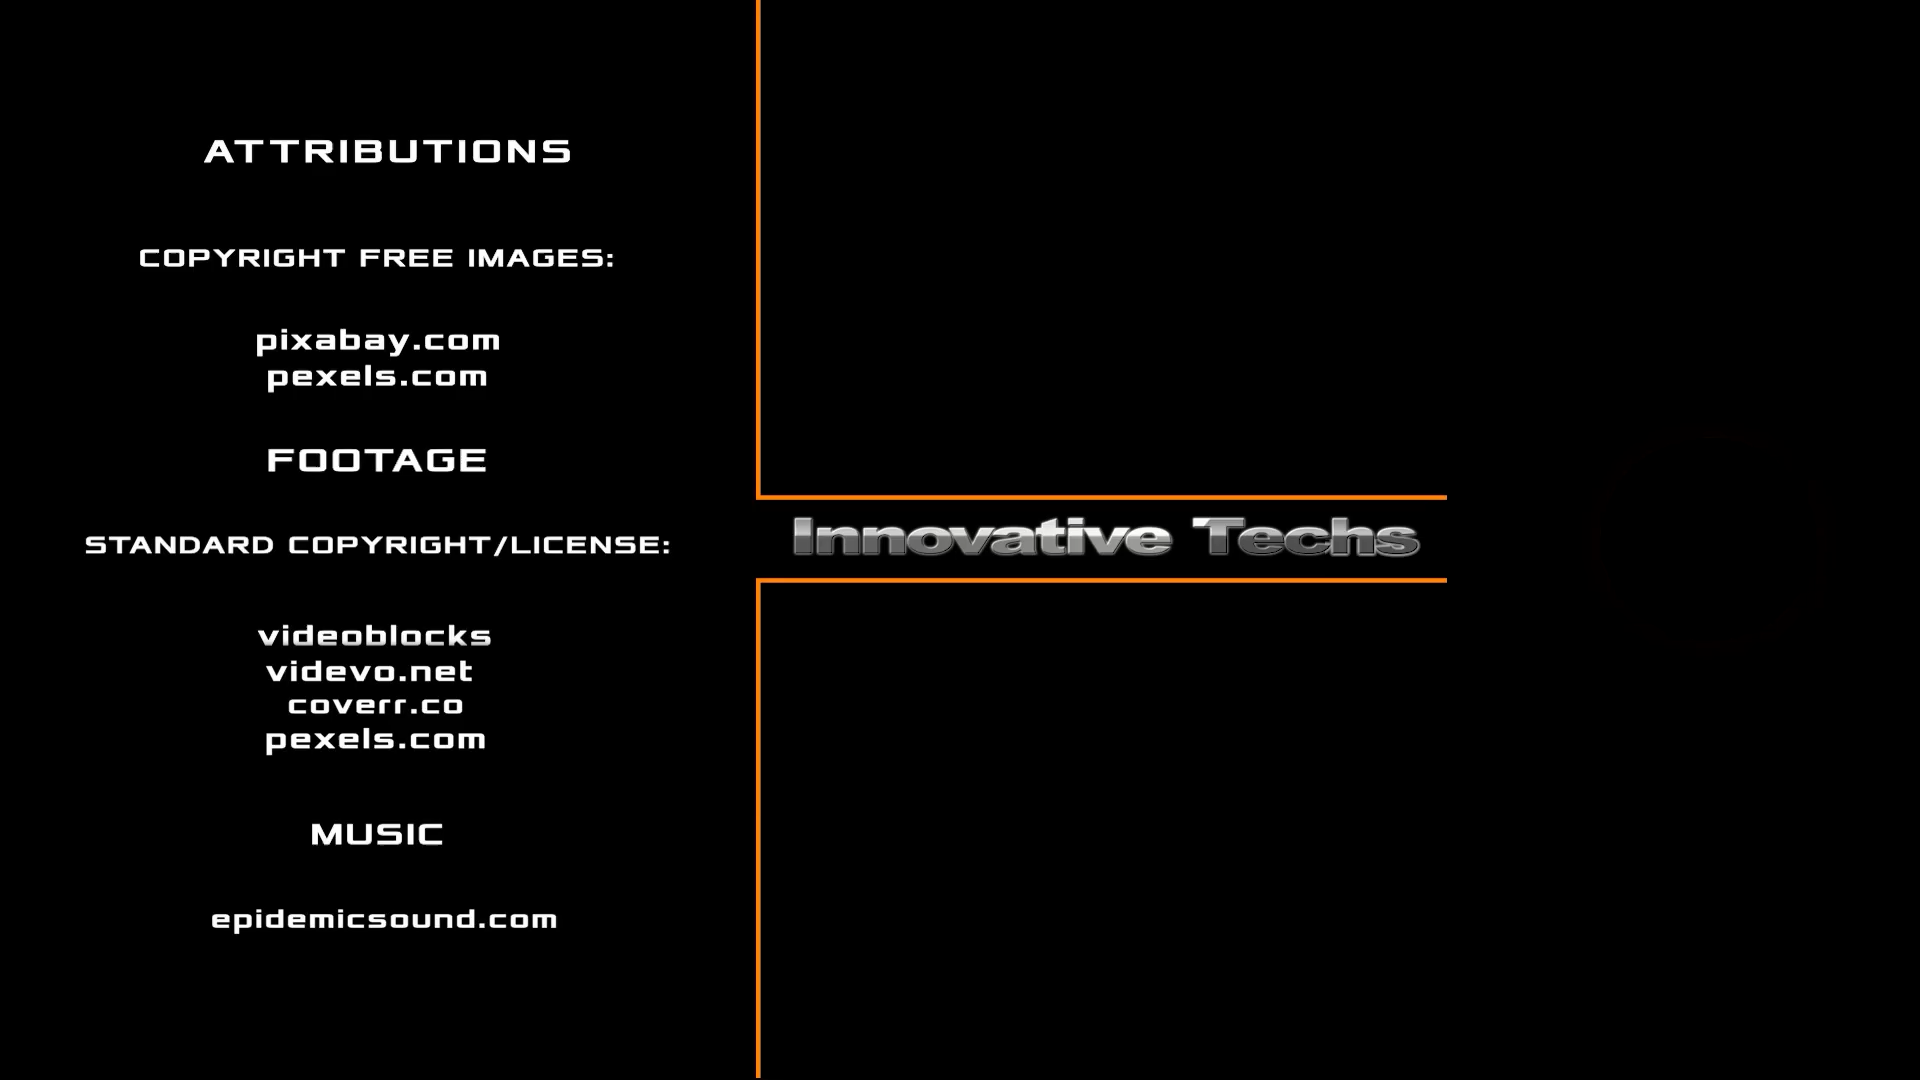 ATTRIBUTIONS
COPYRIGHT FREE IMAGES:
pixabay.com
pexels.com
FOOTAGE
STANDARD COPYRIGHT/LICENSE:
videoblocks
videvo.net
coverr.co
pexels.com
MUSIC
epidemicsound.com
Innovative Techs